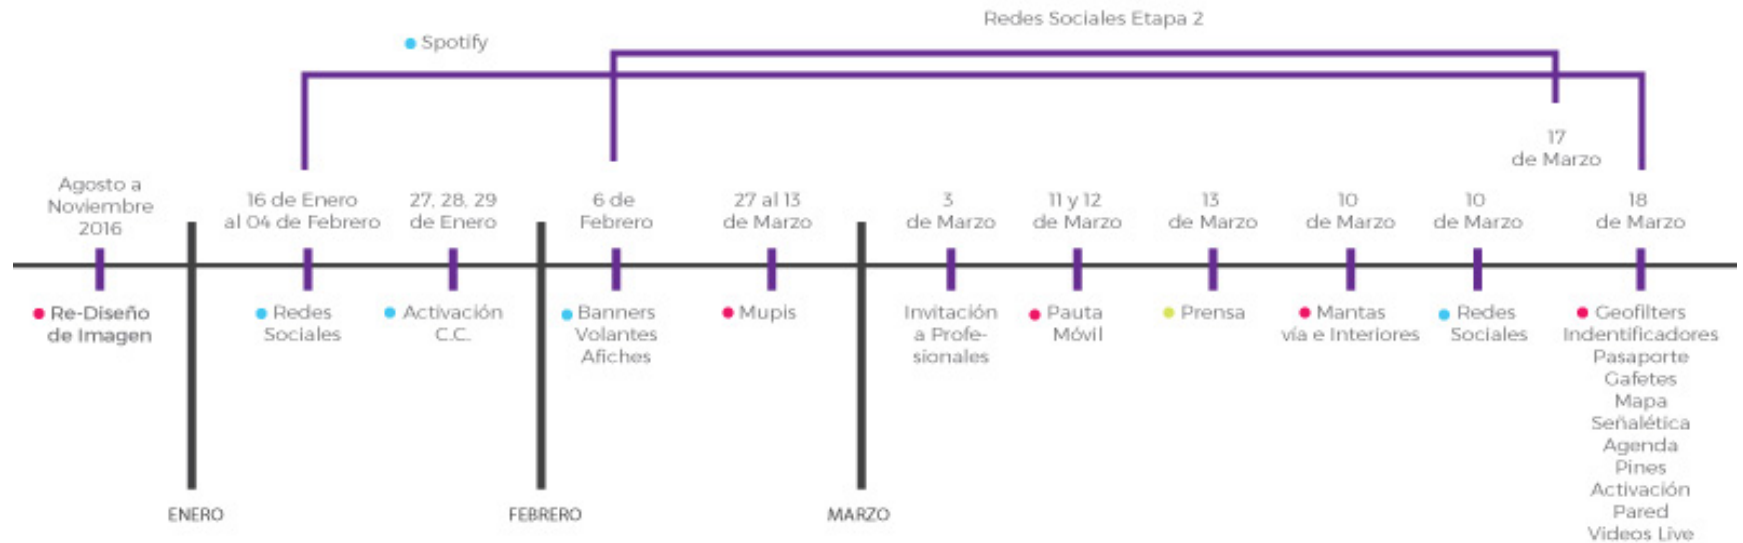 Redes Sociales Etapa 2
Spotify
17
de Marzo
Agosto a
Noviembre
2016
16 de Enero
al 04 de Febrero
27, 28, 29
de Enero
6 de
Febrero
27 al 13
de Marzo
3
de Marzo
11 y 12
de Marzo
13
de Marzo
10
de Marzo
10
de Marzo
18
de Marzo
Re-Diseño
de Imagen
Redes
Sociales
Activación
C.C.
Banners
Volantes
Afiches
Mupis
Invitación
a Profe-
sionales
Pauta
Móvil
Prensa
Mantas
vía e Interiores
Redes
Sociales
Geofilters
Indentificadores
Pasaporte
Gafetes
Mapa
Señalética
Agenda
Pines
Activación
Pared
Videos Live
ENERO
FEBRERO
MARZO